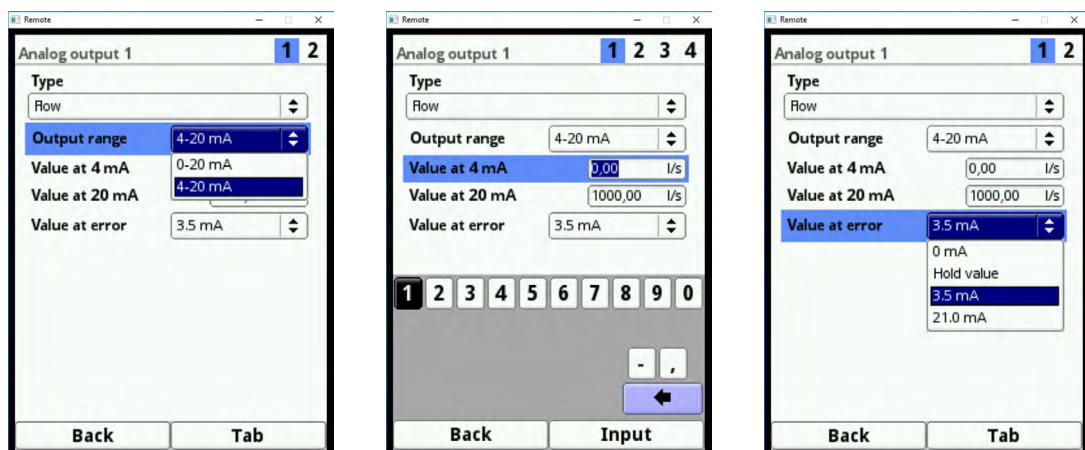 Remote
Analog output 1
1 2
Type
Flow
Output range 4-20 mA
0-20 mA
4-20 mA
Value at 4 mA
Value at 20 mA
Value at error 3.5 mA
Back Tab
Remote
Analog output 1
1 2 3 4
Type
Flow
Output range 4-20 mA
Value at 4 mA 0,00 l/s
Value at 20 mA 1000,00 l/s
Value at error 3.5 mA
1 2 3 4 5 6 7 8 9 0
- ,
Back Input
Remote
Analog output 1
1 2
Type
Flow
Output range 4-20 mA
Value at 4 mA 0,00 l/s
Value at 20 mA 1000,00 l/s
Value at error 3.5 mA
0 mA
Hold value
3.5 mA
21.0 mA
Back Tab